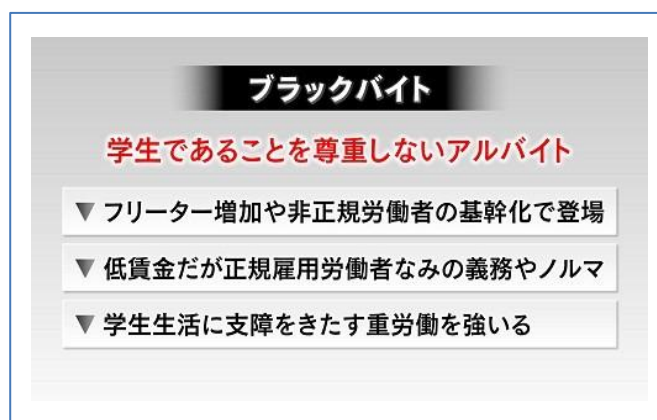 ブラックバイト
学生であることを尊重しないアルバイト
▼ フリーター増加や非正規労働者の基幹化で登場
▼ 低賃金だが正規雇用労働者なみの義務やノルマ
▼ 学生生活に支障をきたす重労働を強いる